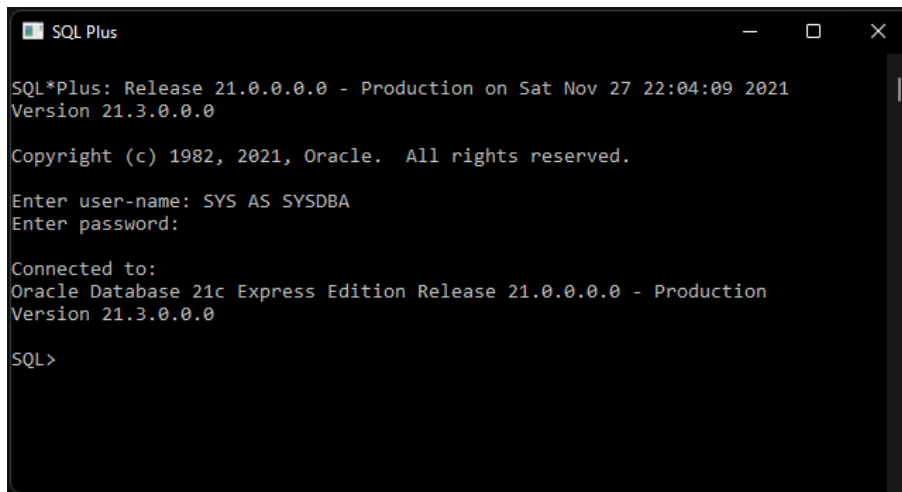 SQL Plus
SQL*Plus: Release 21.0.0.0.0 - Production on Sat Nov 27 22:04:09 2021
Version 21.3.0.0.0
Copyright (c) 1982, 2021, Oracle.  All rights reserved.
Enter user-name: SYS AS SYSDBA
Enter password:
Connected to:
Oracle Database 21c Express Edition Release 21.0.0.0.0 - Production
Version 21.3.0.0.0
SQL>